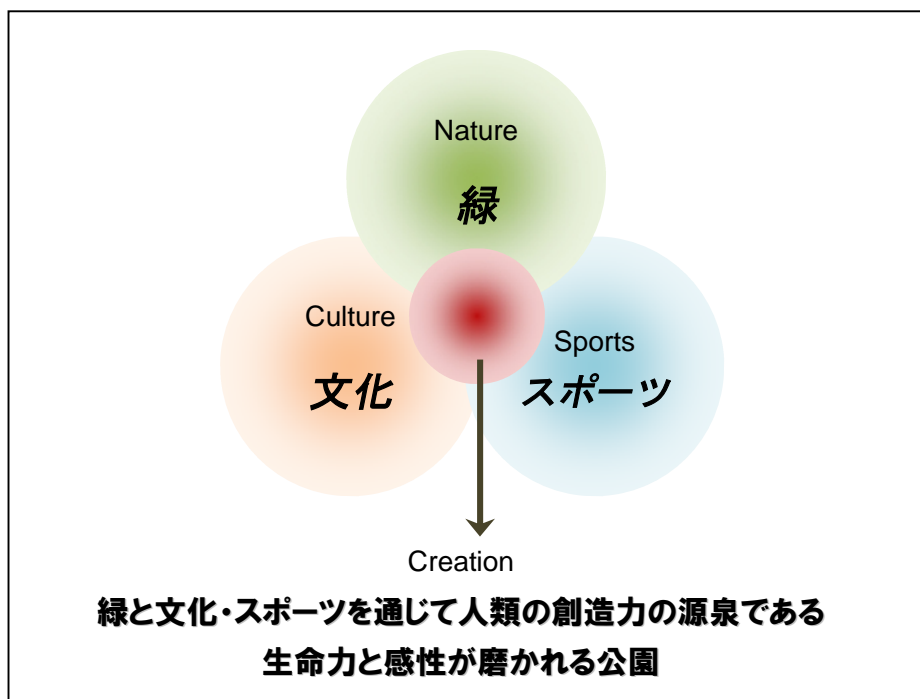 Nature
緑
Culture
文化
Sports
スポーツ
Creation
緑と文化・スポーツを通じて人類の創造力の源泉である
生命力と感性が磨かれる公園